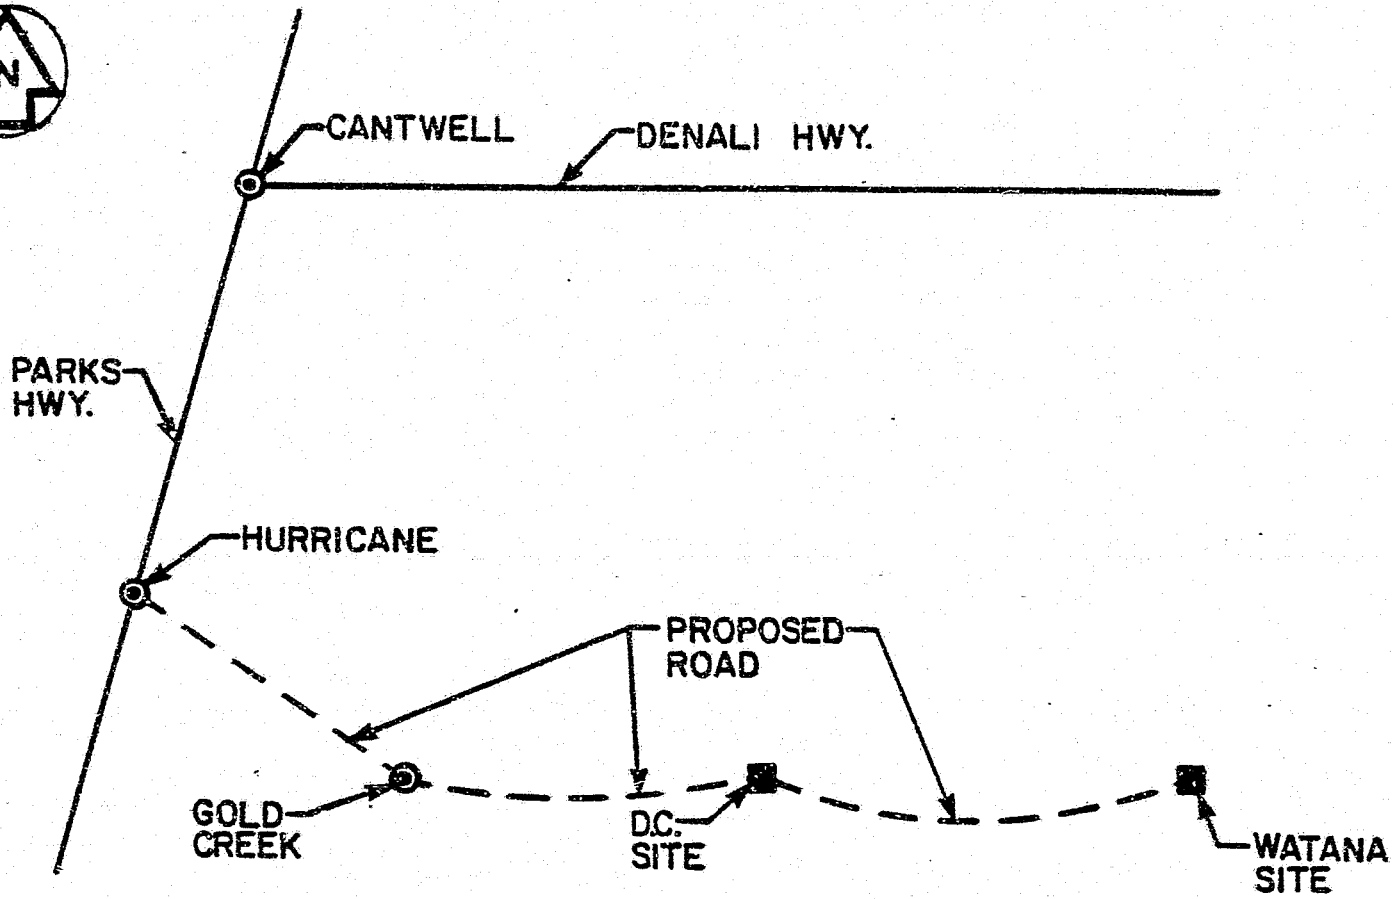 N
CANTWELL
DENALI HWY.
PARKS
HWY.
HURRICANE
PROPOSED
ROAD
GOLD
CREEK
D.C.
SITE
WATANA
SITE